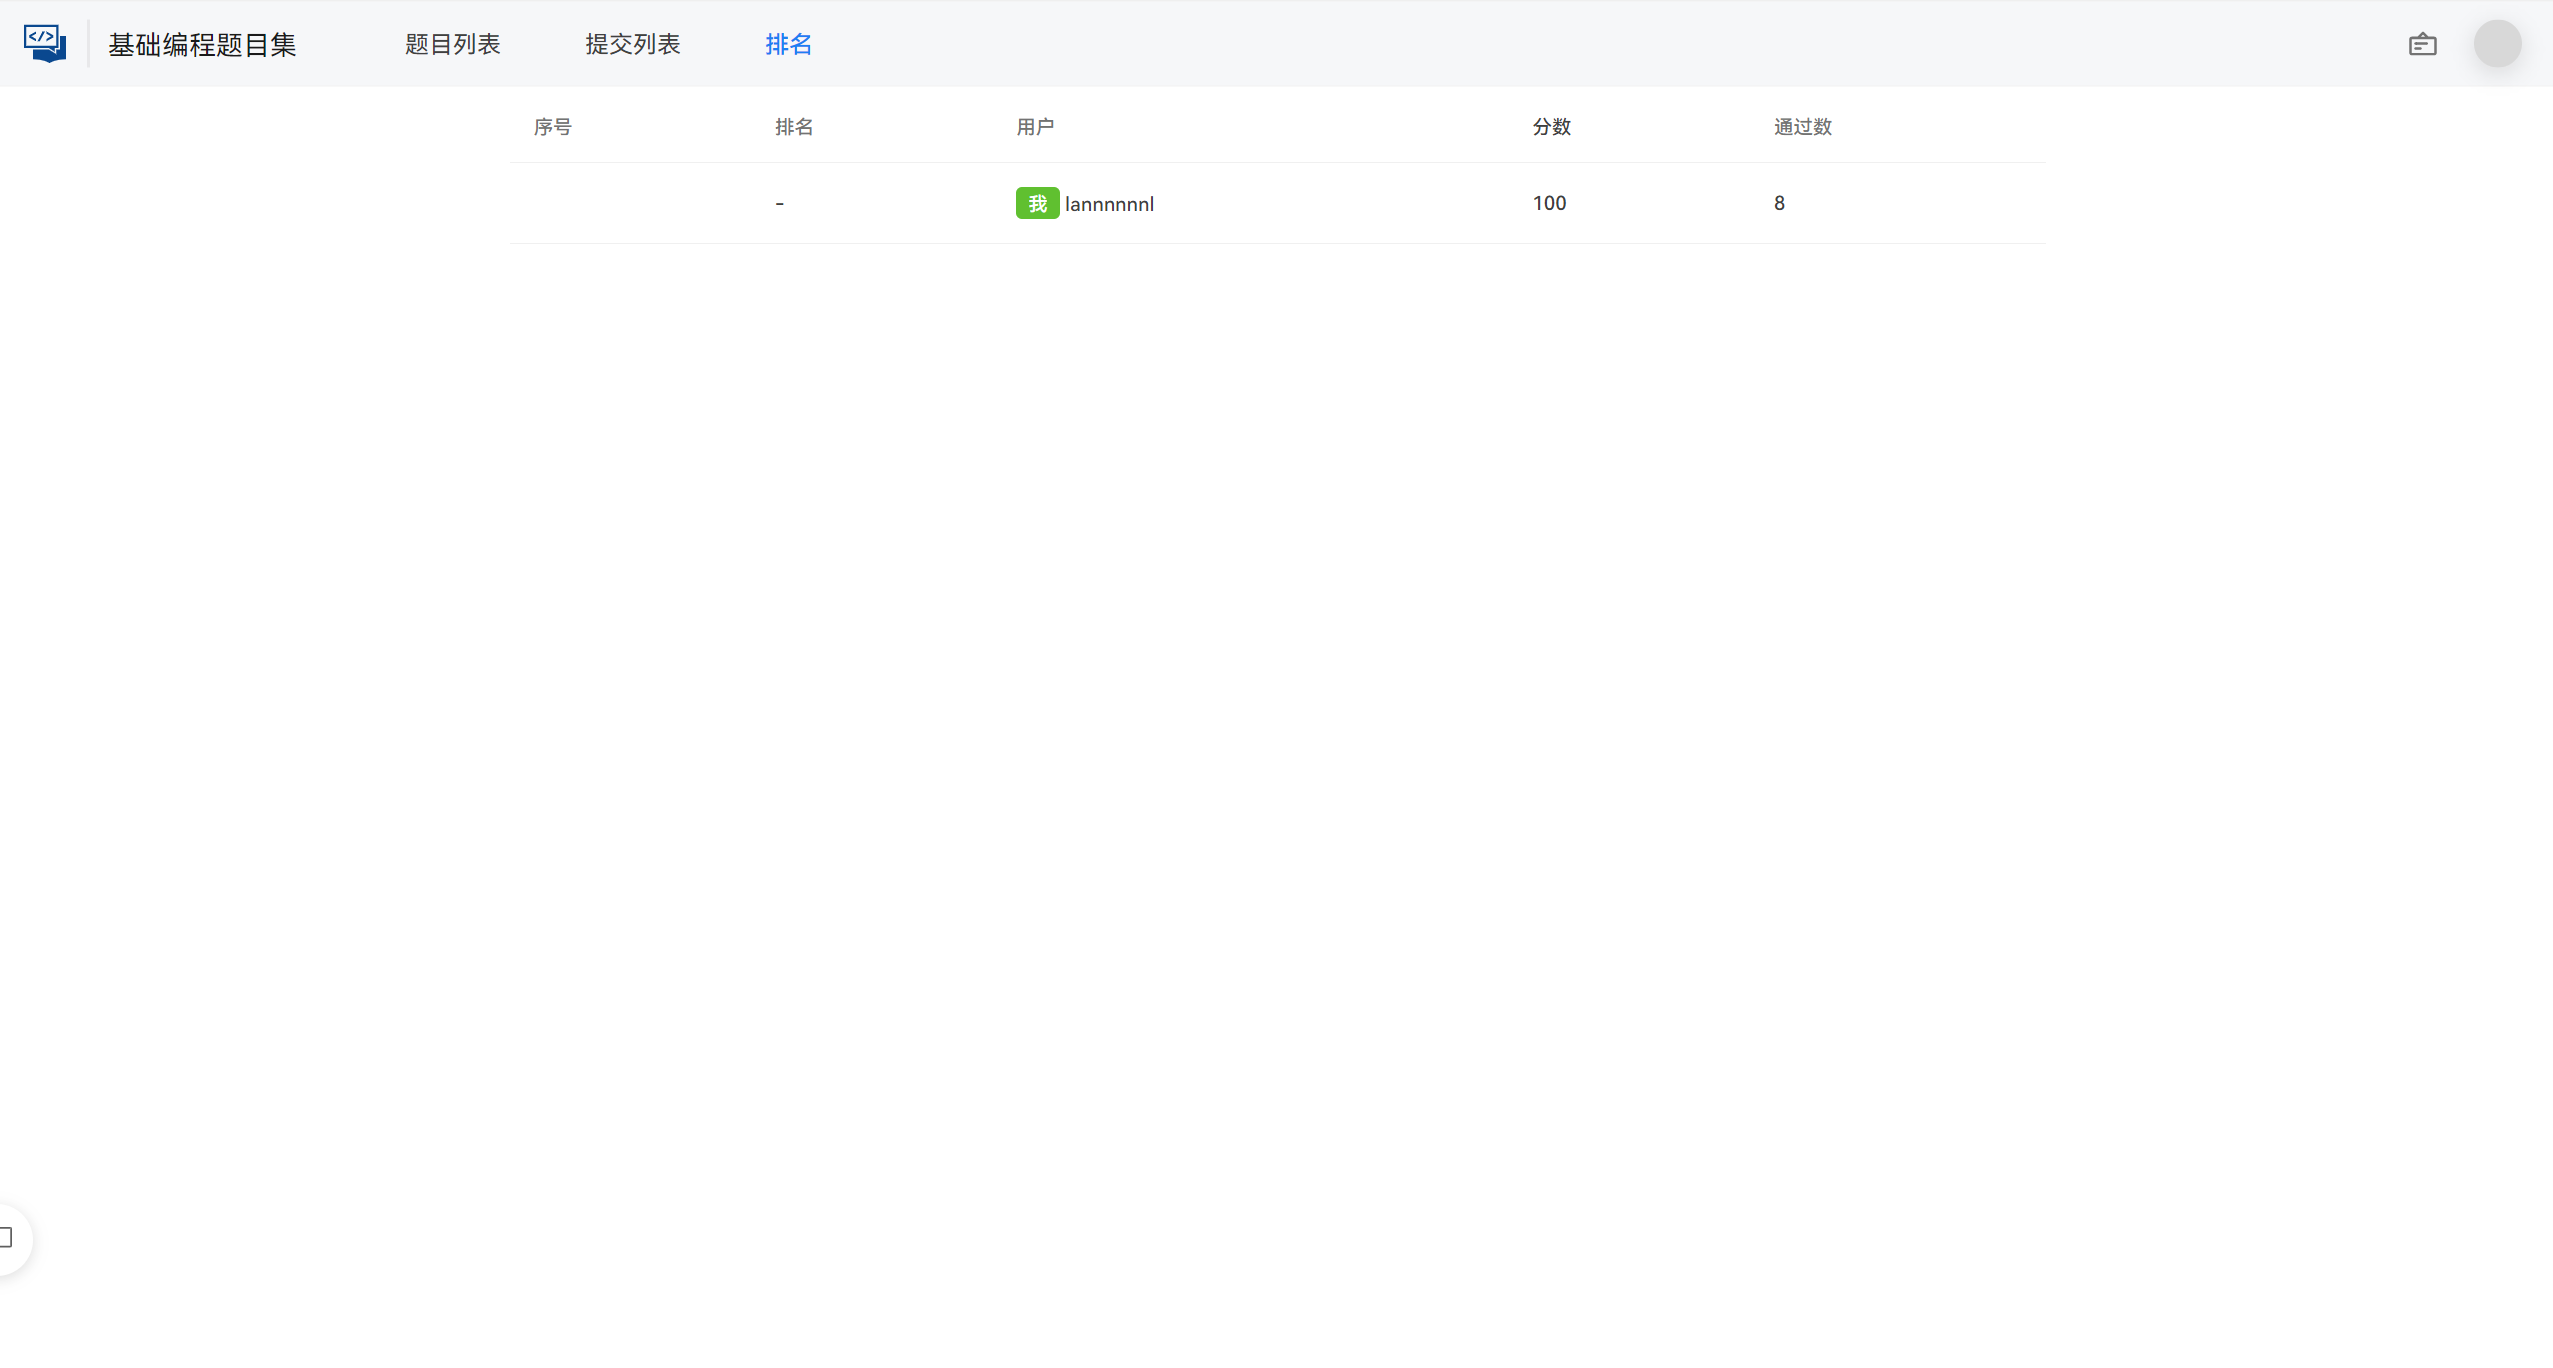 </> 基础编程题目集 题目列表 提交列表 排名
序号 排名 用户 分数 通过数
- 我 lannnnnl 100 8